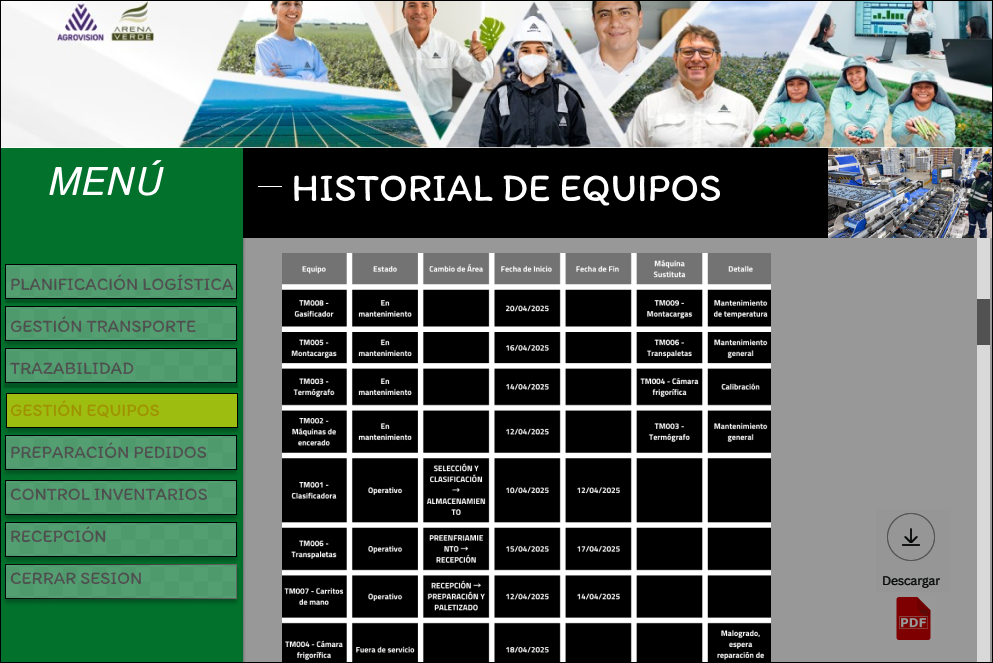 AGROVISION
ARENA
VERDE
MENÚ
HISTORIAL DE EQUIPOS
PLANIFICACIÓN LOGÍSTICA
GESTIÓN TRANSPORTE
TRAZABILIDAD
GESTIÓN EQUIPOS
PREPARACIÓN PEDIDOS
CONTROL INVENTARIOS
RECEPCIÓN
CERRAR SESION
Equipo Estado Cambio de Área Fecha de Inicio Fecha de Fin Máquina Sustituta Detalle
TM008 - Gasificador En mantenimiento 20/04/2025 TM009 - Montacargas Mantenimiento de temperatura
TM005 - Montacargas En mantenimiento 16/04/2025 TM006 - Transpaletas Mantenimiento general
TM003 - Termógrafo En mantenimiento 14/04/2025 TM004 - Cámara frigorífica Calibración
TM002 - Máquinas de encerado En mantenimiento 12/04/2025 TM003 - Termógrafo Mantenimiento general
TM001 - Clasificadora Operativo SELECCIÓN Y CLASIFICACIÓN → ALMACENAMIENTO 10/04/2025 12/04/2025
TM006 - Transpaletas Operativo PREENFRIAMIENTO → RECEPCIÓN 15/04/2025 17/04/2025
TM007 - Carritos de mano Operativo RECEPCIÓN → PREPARACIÓN Y PALETIZADO 12/04/2025 14/04/2025
TM004 - Cámara frigorífica Fuera de servicio 18/04/2025 Malogrado, espera reparación de
Descargar
PDF